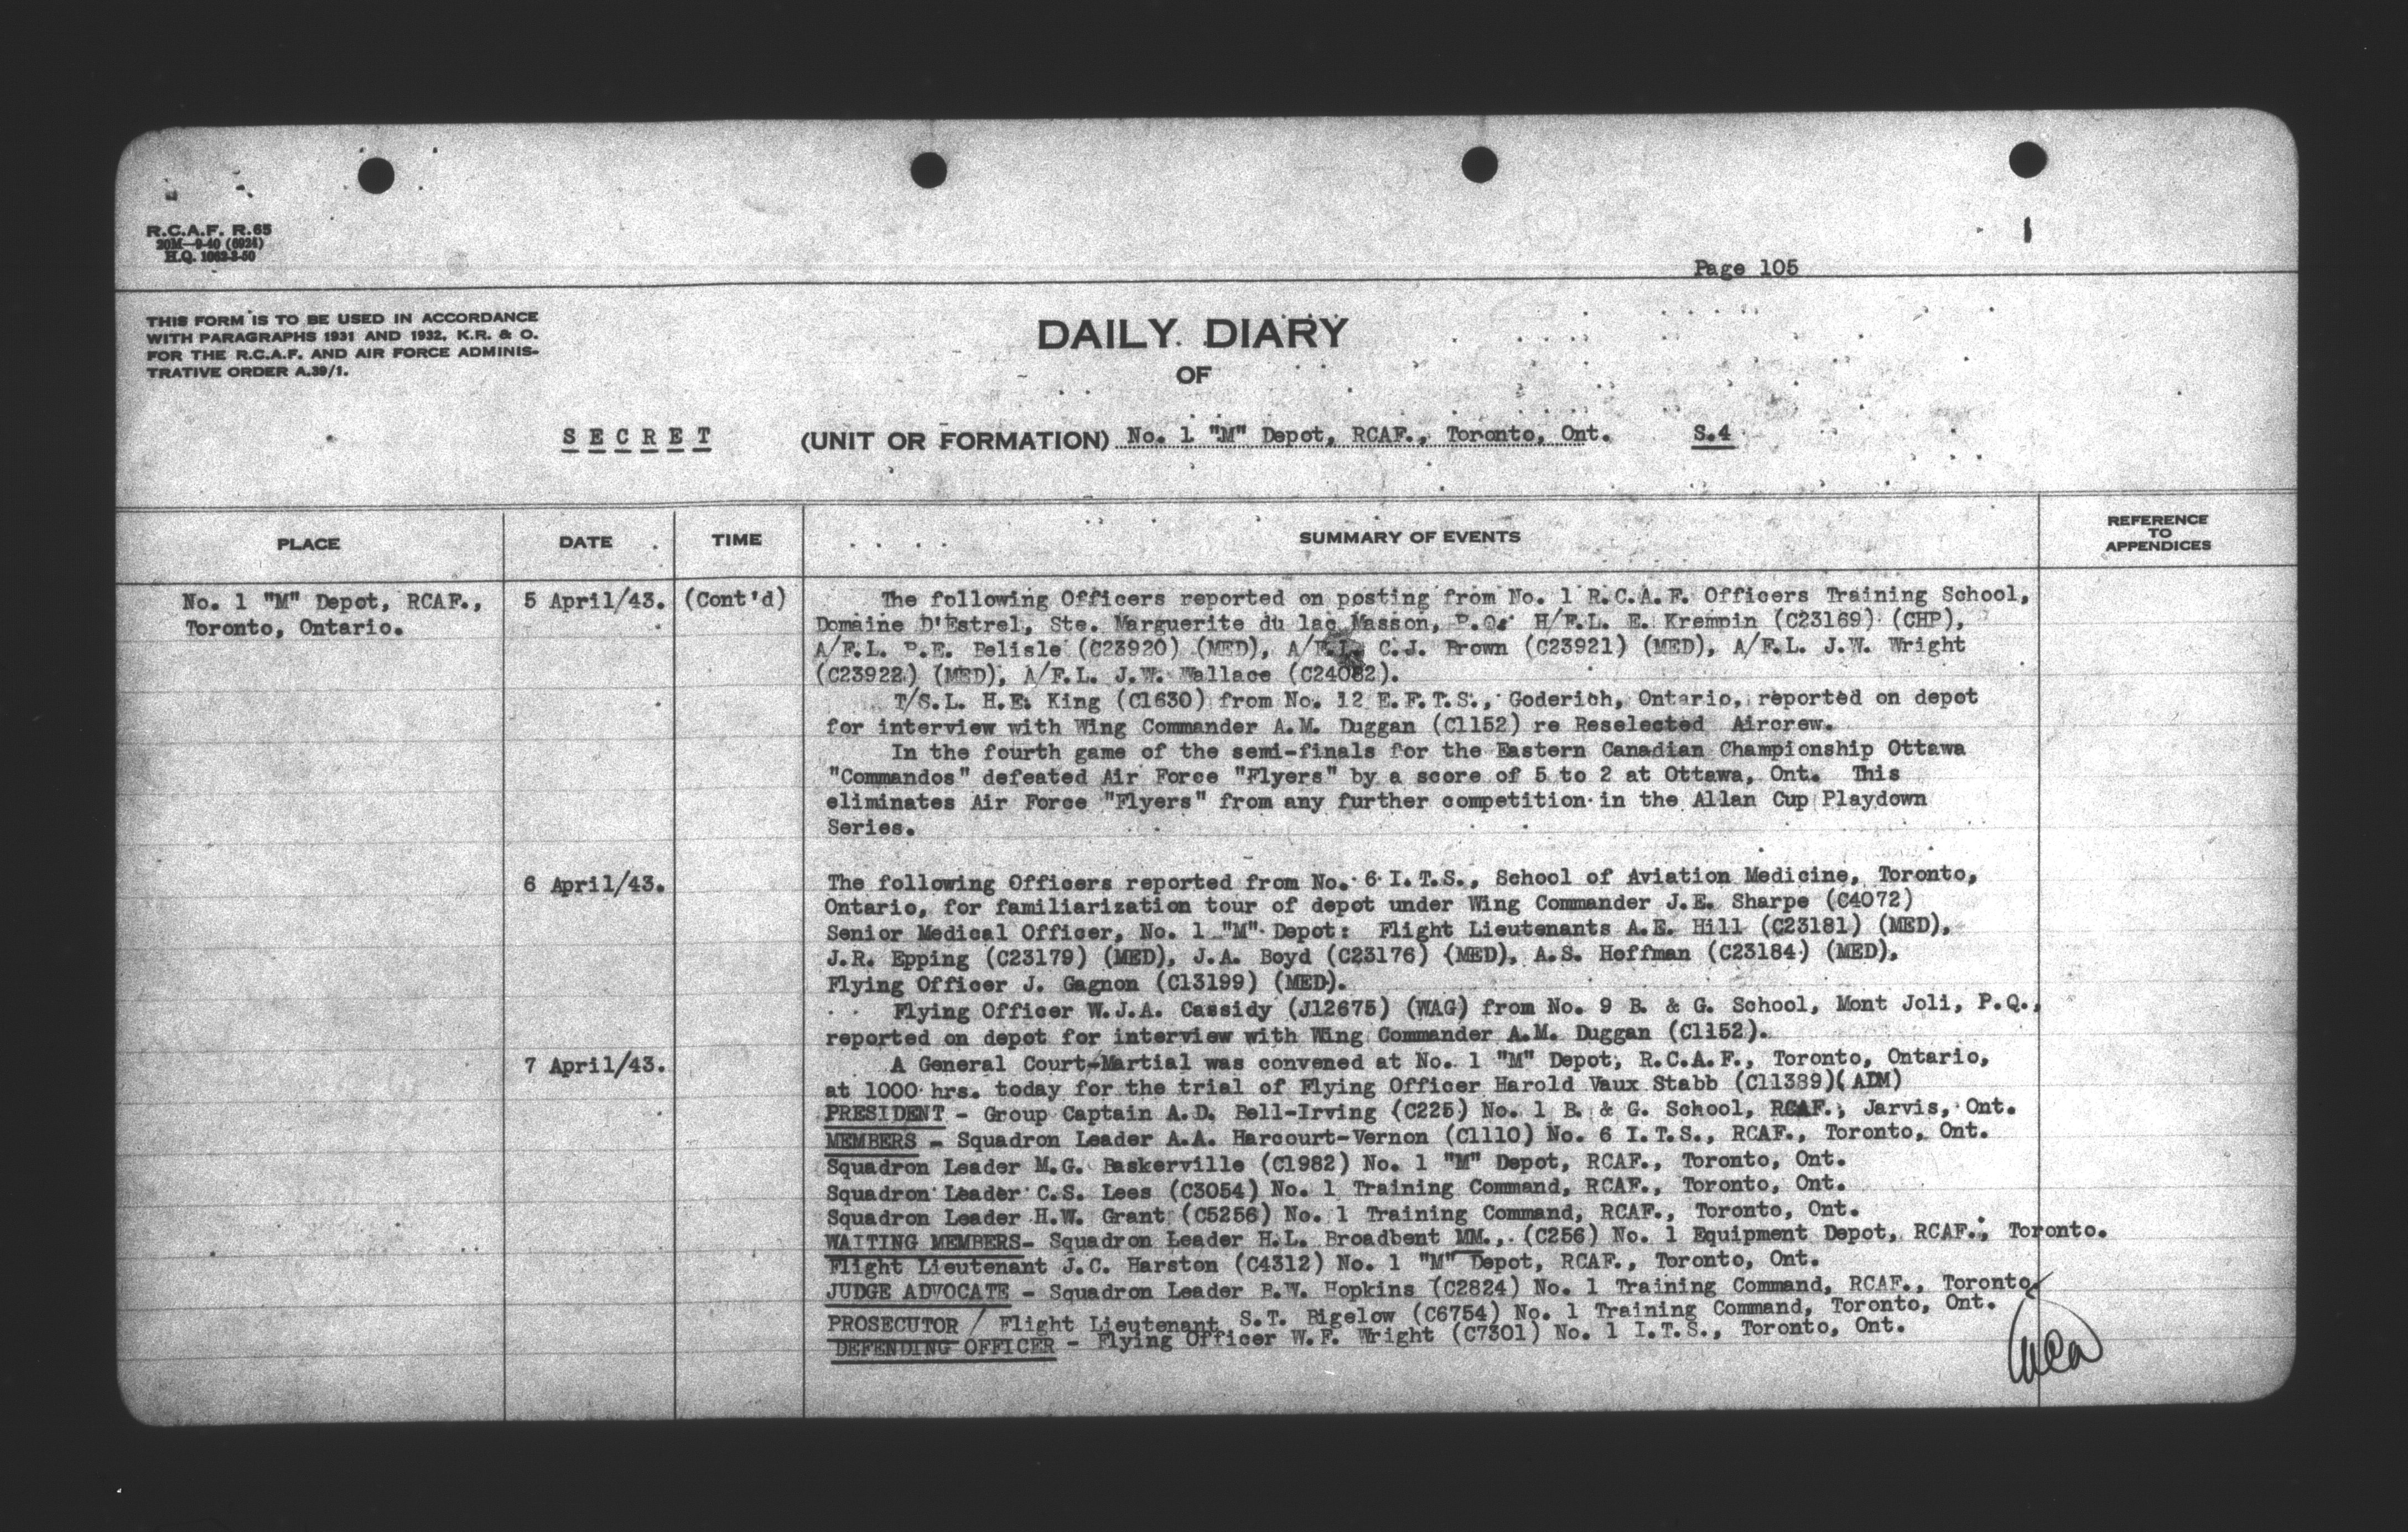 R.C.A.F. R.65
20M—9-40 (6924)
H.Q. 1062-3-50
Page 105
THIS FORM IS TO BE USED IN ACCORDANCE
WITH PARAGRAPHS 1931 AND 1932, K.R. & O.
FOR THE R.C.A.F. AND AIR FORCE ADMINIS-
TRATIVE ORDER A.39/1.
DAILY DIARY
OF
SECRET (UNIT OR FORMATION) No. 1 "M" Depot, RCAF., Toronto, Ont. S.4
PLACE DATE TIME SUMMARY OF EVENTS REFERENCE
TO
APPENDICES
No. 1 "M" Depot, RCAF.,
Toronto, Ontario.
5 April/43. (Cont'd) The following Officers reported on posting from No. 1 R.C.A.F. Officers Training School,
Domaine D'Estrel, Ste. Marguerite du lac Masson, P.Q. H/F.L. E. Krempin (C23169) (CHP),
A/F.L. P.E. Belisle (C23920) (MED), A/F.L. C.J. Brown (C23921) (MED), A/F.L. J.W. Wright
(C23922) (MED), A/F.L. J.W. Wallace (C24082).
T/S.L. H.E. King (C1630) from No. 12 E.F.T.S., Goderich, Ontario, reported on depot
for interview with Wing Commander A.M. Duggan (C1152) re Reselected Aircrew.
In the fourth game of the semi-finals for the Eastern Canadian Championship Ottawa
"Commandos" defeated Air Force "Flyers" by a score of 5 to 2 at Ottawa, Ont. This
eliminates Air Force "Flyers" from any further competition in the Allan Cup Playdown
Series.
6 April/43. The following Officers reported from No. 6 I.T.S., School of Aviation Medicine, Toronto,
Ontario, for familiarization tour of depot under Wing Commander J.E. Sharpe (C4072)
Senior Medical Officer, No. 1 "M" Depot: Flight Lieutenants A.E. Hill (C23181) (MED),
J.R. Epping (C23179) (MED), J.A. Boyd (C23176) (MED), A.S. Hoffman (C23184) (MED),
Flying Officer J. Gagnon (C13199) (MED).
Flying Officer W.J.A. Cassidy (J12675) (WAG) from No. 9 B. & G. School, Mont Joli, P.Q.,
reported on depot for interview with Wing Commander A.M. Duggan (C1152).
7 April/43. A General Court-Martial was convened at No. 1 "M" Depot, R.C.A.F., Toronto, Ontario,
at 1000 hrs. today for the trial of Flying Officer Harold Vaux Stabb (C11389)(ADM)
PRESIDENT - Group Captain A.D. Bell-Irving (C225) No. 1 B. & G. School, RCAF., Jarvis, Ont.
MEMBERS - Squadron Leader A.A. Harcourt-Vernon (C1110) No. 6 I.T.S., RCAF., Toronto, Ont.
Squadron Leader M.G. Baskerville (C1982) No. 1 "M" Depot, RCAF., Toronto, Ont.
Squadron Leader C.S. Lees (C3054) No. 1 Training Command, RCAF., Toronto, Ont.
Squadron Leader H.W. Grant (C5256) No. 1 Training Command, RCAF., Toronto, Ont.
WAITING MEMBERS- Squadron Leader H.L. Broadbent MM., (C256) No. 1 Equipment Depot, RCAF., Toronto.
Flight Lieutenant J.C. Harston (C4312) No. 1 "M" Depot, RCAF., Toronto, Ont.
JUDGE ADVOCATE - Squadron Leader B.W. Hopkins (C2824) No. 1 Training Command, RCAF., Toronto
PROSECUTOR / Flight Lieutenant S.T. Bigelow (C6754) No. 1 Training Command, Toronto, Ont.
DEFENDING OFFICER - Flying Officer W.F. Wright (C7301) No. 1 I.T.S., Toronto, Ont.